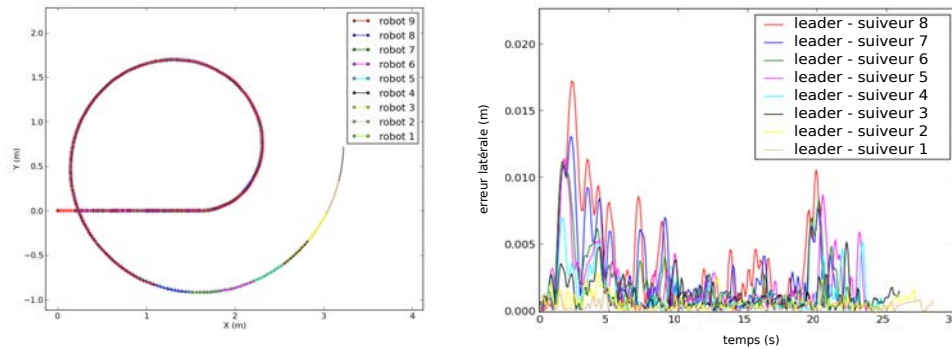 2.0
1.5
1.0
0.5
0.0
−0.5
−1.0
Y (m)
0
1
2
3
4
X (m)
robot 9
robot 8
robot 7
robot 6
robot 5
robot 4
robot 3
robot 2
robot 1
0.020
0.015
0.010
0.005
0.000
erreur latérale (m)
0
5
10
15
20
25
30
temps (s)
leader - suiveur 8
leader - suiveur 7
leader - suiveur 6
leader - suiveur 5
leader - suiveur 4
leader - suiveur 3
leader - suiveur 2
leader - suiveur 1